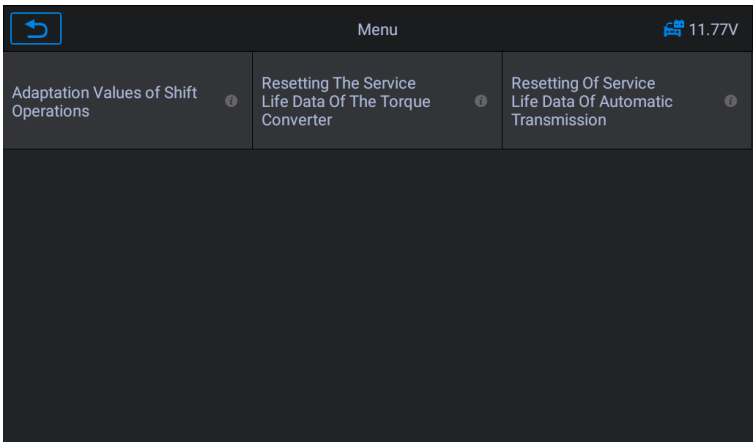 Menu
11.77V
Adaptation Values of Shift
Operations
Resetting The Service
Life Data Of The Torque
Converter
Resetting Of Service
Life Data Of Automatic
Transmission